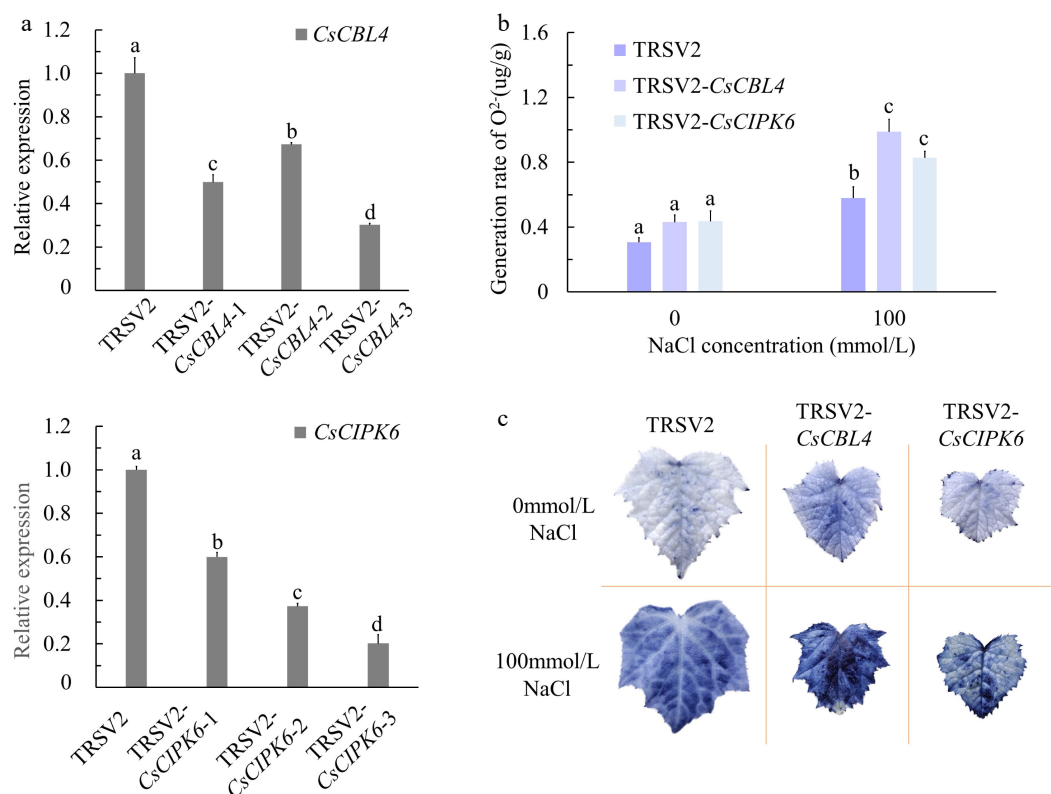 a
CsCBL4
Relative expression
1.2
1.0
0.8
0.6
0.4
0.2
0
a
c
b
d
TRSV2
TRSV2-
CsCBL4-1
TRSV2-
CsCBL4-2
TRSV2-
CsCBL4-3
CsCIPK6
Relative expression
1.2
1.0
0.8
0.6
0.4
0.2
0
a
b
c
d
TRSV2
TRSV2-
CsCIPK6-1
TRSV2-
CsCIPK6-2
TRSV2-
CsCIPK6-3
b
TRSV2
TRSV2-CsCBL4
TRSV2-CsCIPK6
Generation rate of O²⁻(ug/g)
1.6
1.2
0.8
0.4
0
a
a
a
b
c
c
0
100
NaCl concentration (mmol/L)
c
TRSV2
TRSV2-
CsCBL4
TRSV2-
CsCIPK6
0mmol/L
NaCl
100mmol/L
NaCl